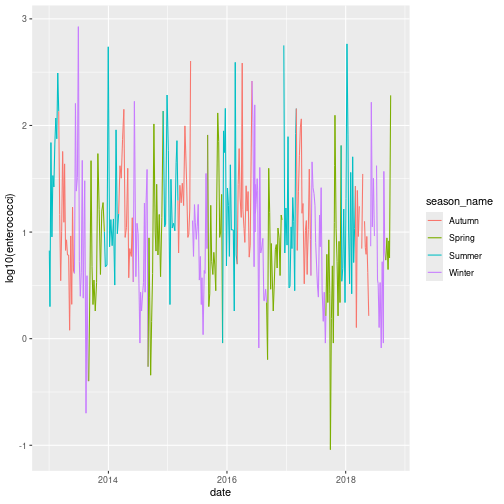 3
2
1
0
-1
log10(enterococci)
2014
2016
2018
date
season_name
Autumn
Spring
Summer
Winter